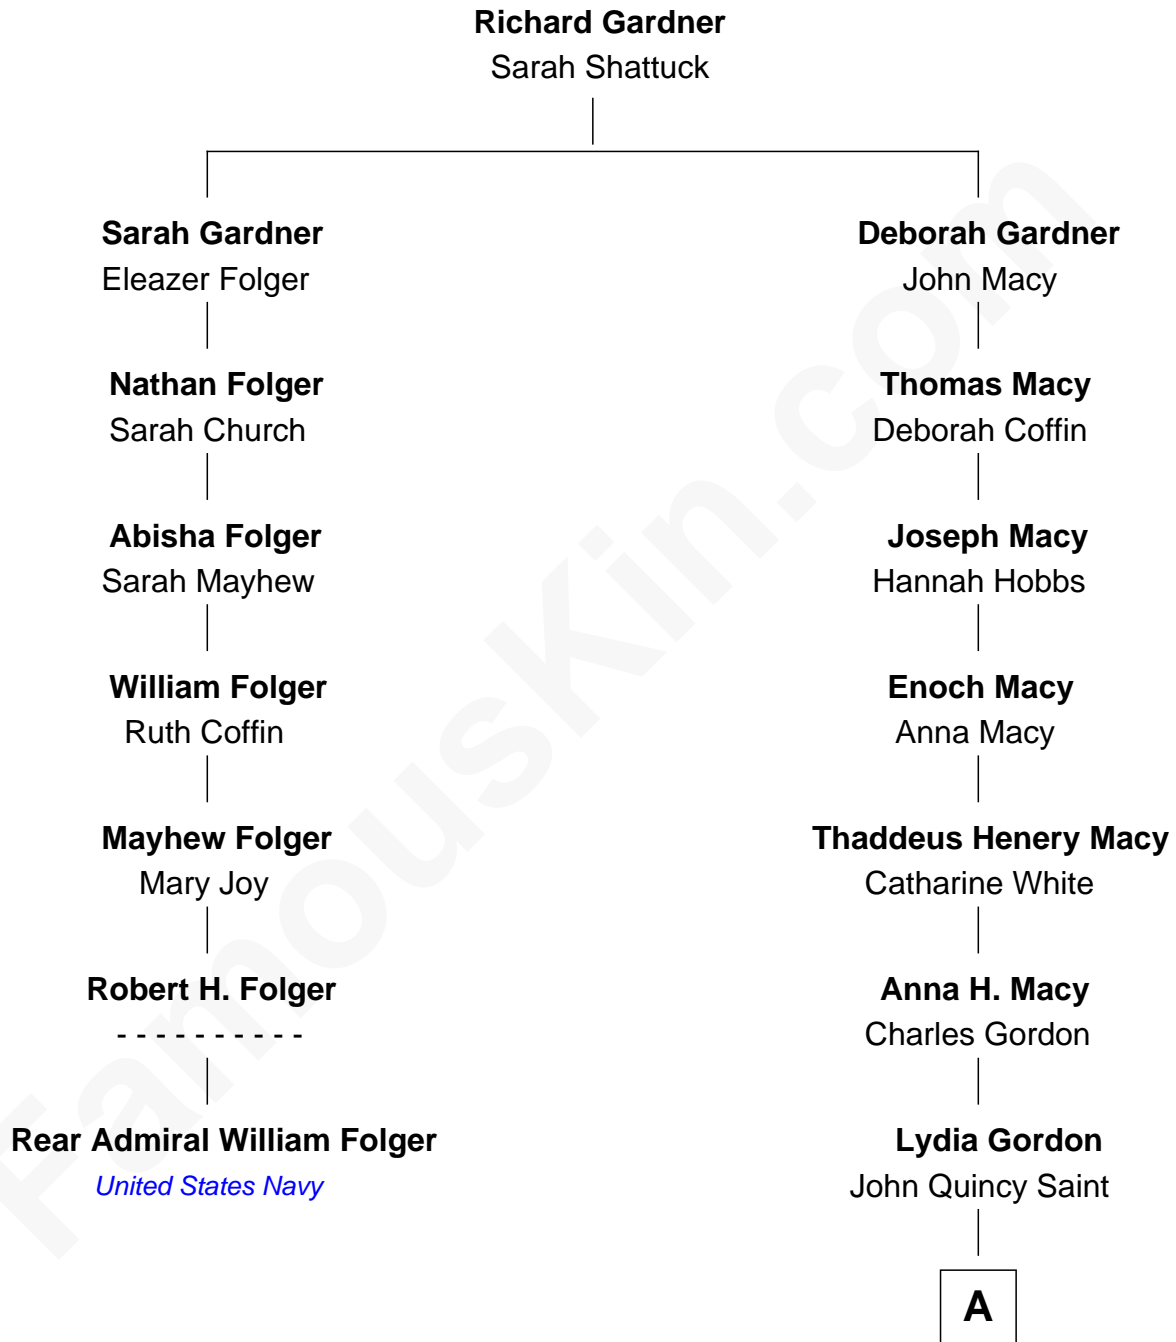 Richard Gardner
Sarah Shattuck
Sarah Gardner
Eleazer Folger
Deborah Gardner
John Macy
Nathan Folger
Sarah Church
Thomas Macy
Deborah Coffin
Abisha Folger
Sarah Mayhew
Joseph Macy
Hannah Hobbs
William Folger
Ruth Coffin
Enoch Macy
Anna Macy
Mayhew Folger
Mary Joy
Thaddeus Henery Macy
Catharine White
Robert H. Folger
- - - - - - - - - -
Anna H. Macy
Charles Gordon
Rear Admiral William Folger
United States Navy
Lydia Gordon
John Quincy Saint
A
FamousKin.com